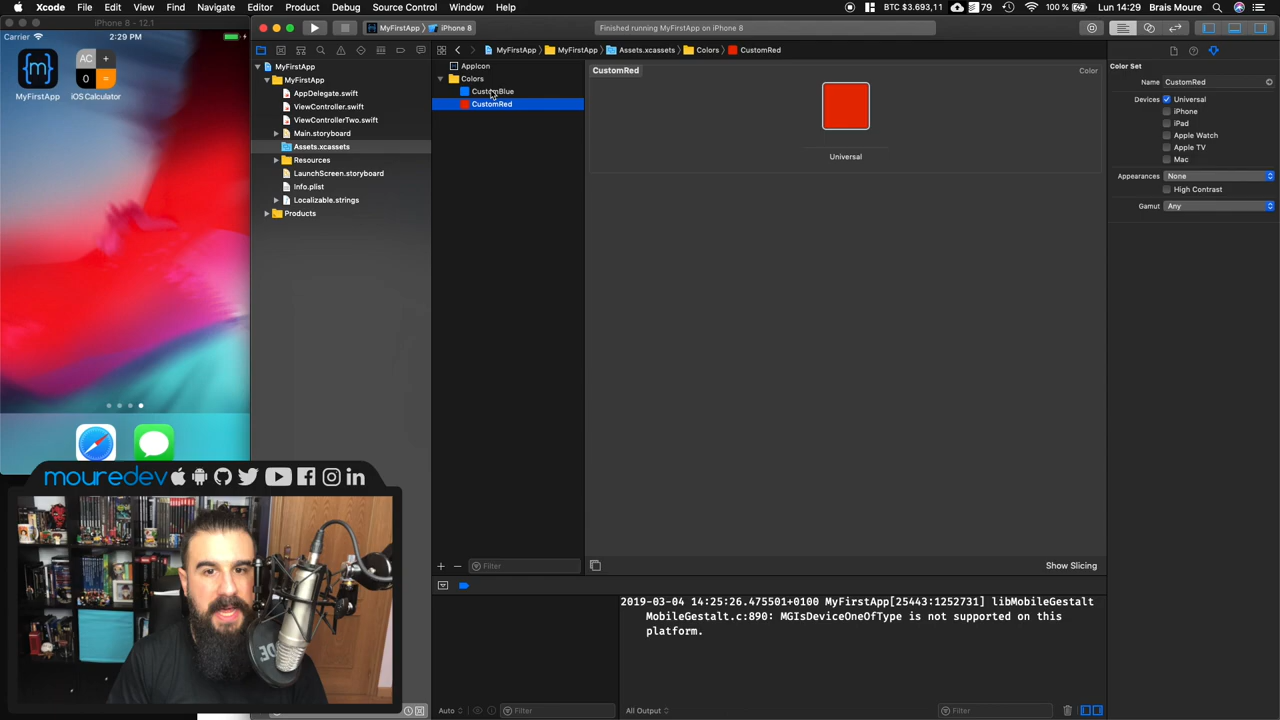 Xcode File Edit View Find Navigate Editor Product Debug Source Control Window Help
BTC $3.693,11 79 100 % Lun 14:29 Brais Moure
iPhone 8 - 12.1
MyFirstApp iPhone 8
Finished running MyFirstApp on iPhone 8
Carrier 2:29 PM
MyFirstApp
iOS Calculator
AC +
0 =
MyFirstApp
MyFirstApp
AppDelegate.swift
ViewController.swift
ViewControllerTwo.swift
Main.storyboard
Assets.xcassets
Resources
LaunchScreen.storyboard
Info.plist
Localizable.strings
Products
MyFirstApp MyFirstApp Assets.xcassets Colors CustomRed
AppIcon
Colors
CustomBlue
CustomRed
CustomRed
Color
Universal
Color Set
Name CustomRed
Devices Universal
iPhone
iPad
Apple Watch
Apple TV
Mac
Appearances None
High Contrast
Gamut Any
Filter
Show Slicing
2019-03-04 14:25:26.475501+0100 MyFirstApp[25443:1252731] libMobileGestalt
MobileGestalt.c:890: MGIsDeviceOneOfType is not supported on this
platform.
mouredev
Auto
Filter
All Output
Filter